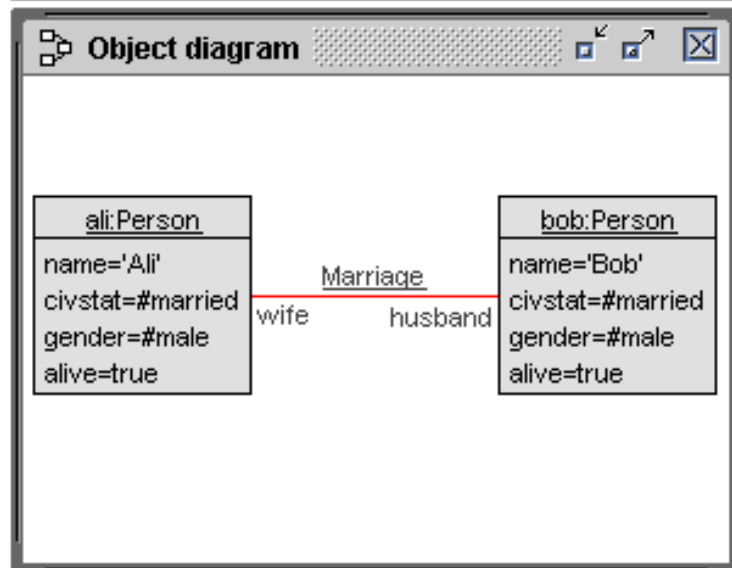 Object diagram
ali:Person
name='Ali'
civstat=#married
gender=#male
alive=true
Marriage
wife
husband
bob:Person
name='Bob'
civstat=#married
gender=#male
alive=true